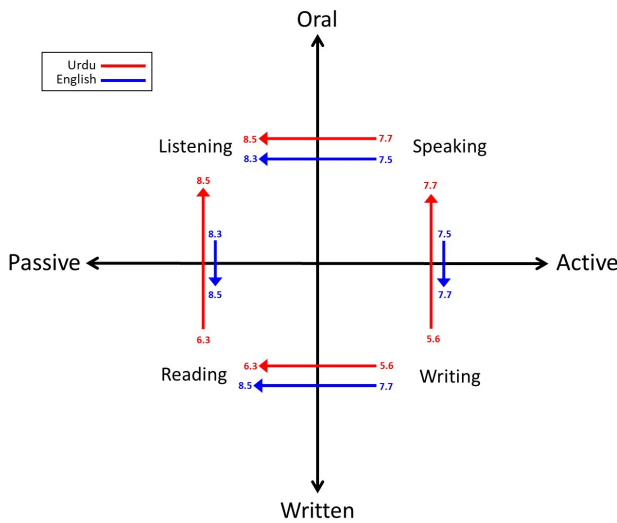 Oral
Urdu
English
Listening
8.5
7.7
Speaking
8.3
7.5
8.5
7.7
8.3
7.5
Passive
Active
8.5
7.7
6.3
5.6
Reading
6.3
5.6
Writing
8.5
7.7
Written